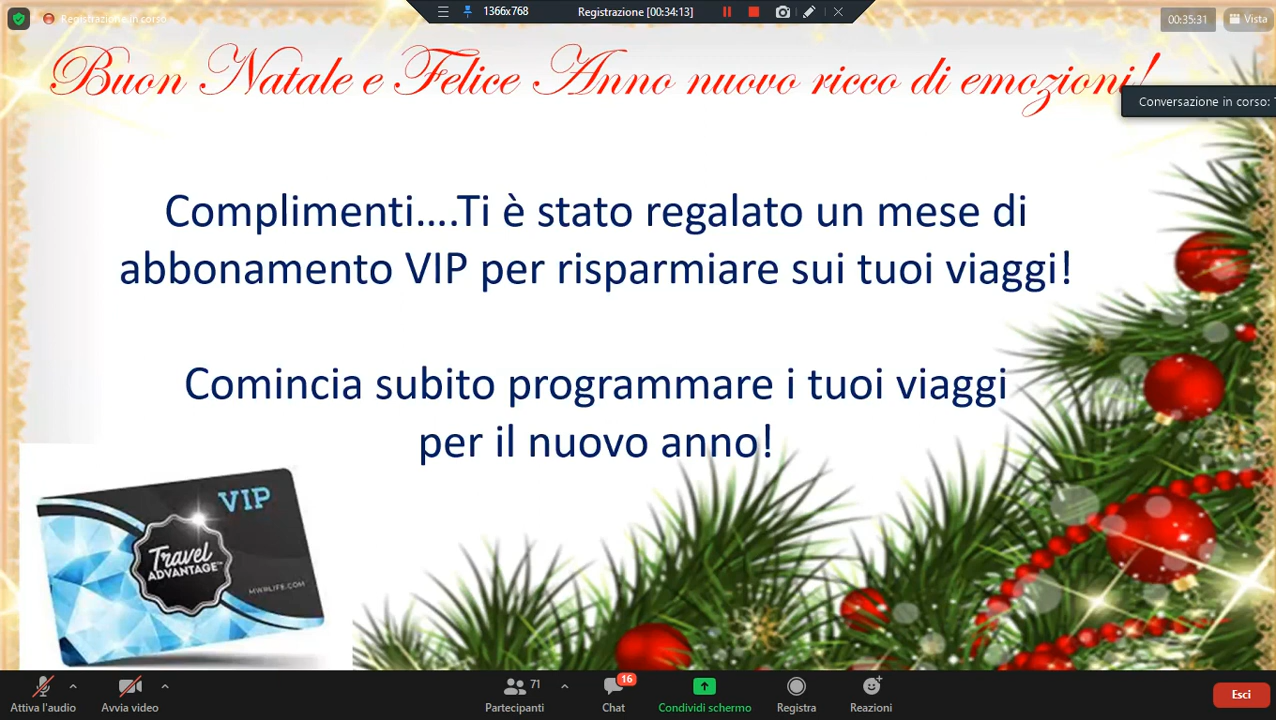 1366x768
Registrazione [00:34:13]
Registrazione in corso
00:35:31
Vista
Buon Natale e Felice Anno nuovo ricco di emozioni!
Conversazione in corso:
Complimenti....Ti è stato regalato un mese di
abbonamento VIP per risparmiare sui tuoi viaggi!
Comincia subito programmare i tuoi viaggi
per il nuovo anno!
VIP
Travel
ADVANTAGE™
MWRLIFE.COM
Attiva l'audio
Avvia video
71
Partecipanti
16
Chat
Condividi schermo
Registra
Reazioni
Esci